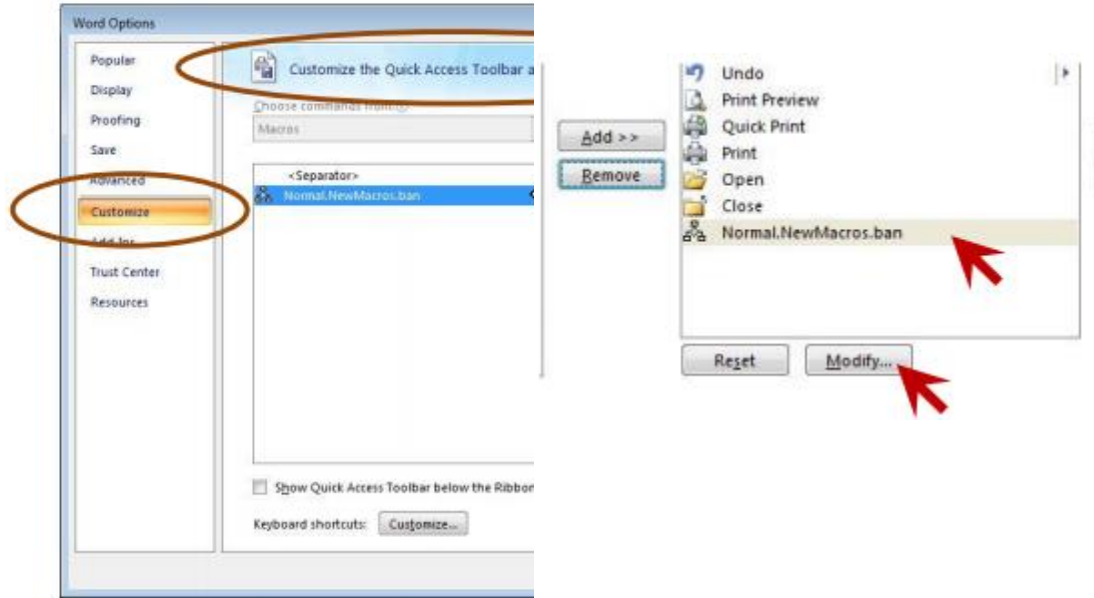 Word Options
Popular
Display
Proofing
Save
Advanced
Customize
Add-Ins
Trust Center
Resources
Customize the Quick Access Toolbar a
Choose commands from:
Macros
<Separator>
Normal.NewMacros.ban
Show Quick Access Toolbar below the Ribbon
Keyboard shortcuts: Customize...
Add >>
Remove
Undo
Print Preview
Quick Print
Print
Open
Close
Normal.NewMacros.ban
Reset Modify...